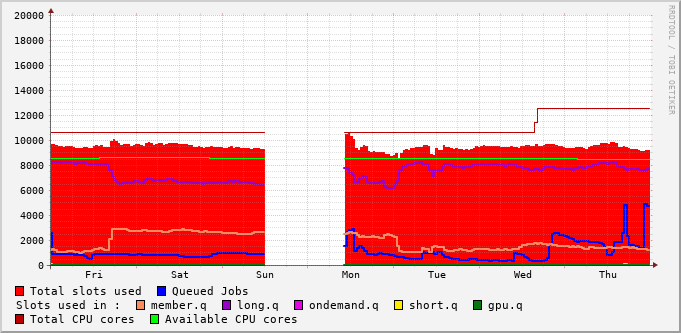 20000
18000
16000
14000
12000
10000
8000
6000
4000
2000
0
Fri Sat Sun Mon Tue Wed Thu
RRDTOOL / TOBI OETIKER
Total slots used Queued Jobs
Slots used in : member.q long.q ondemand.q short.q gpu.q
Total CPU cores Available CPU cores